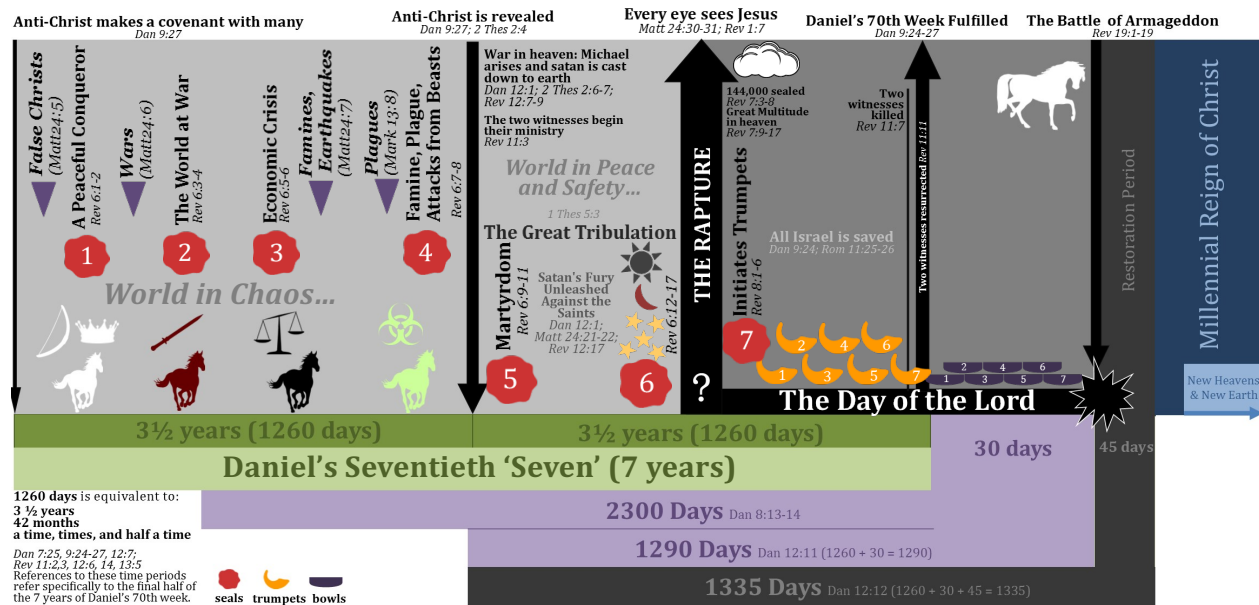 Anti-Christ makes a covenant with many
Dan 9:27
Anti-Christ is revealed
Dan 9:27; 2 Thes 2:4
Every eye sees Jesus
Matt 24:30-31; Rev 1:7
Daniel's 70th Week Fulfilled
Dan 9:24-27
The Battle of Armageddon
Rev 19:1-19
False Christs
(Matt24:5)
A Peaceful Conqueror
Rev 6:1-2
Wars
(Matt24:6)
The World at War
Rev 6:3-4
Economic Crisis
Rev 6:5-6
Famines,
Earthquakes
(Matt24:7)
Plagues
(Mark 13:8)
Famine, Plague,
Attacks from Beasts
Rev 6:7-8
1
2
3
4
World in Chaos...
War in heaven: Michael
arises and satan is cast
down to earth
Dan 12:1; 2 Thes 2:6-7;
Rev 12:7-9
The two witnesses begin
their ministry
Rev 11:3
World in Peace
and Safety...
1 Thes 5:3
The Great Tribulation
Martyrdom
Rev 6:9-11
Satan's Fury
Unleashed
Against the
Saints
Dan 12:1;
Matt 24:21-22;
Rev 12:17
Rev 6:12-17
5
6
THE RAPTURE
?
144,000 sealed
Rev 7:3-8
Great Multitude
in heaven
Rev 7:9-17
Initiates Trumpets
Rev 8:1-6
7
Two
witnesses
killed
Rev 11:7
Two witnesses resurrected Rev 11:11
All Israel is saved
Dan 9:24; Rom 11:25-26
2 4 6
1 3 5 7
2 4 6
1 3 5 7
The Day of the Lord
Restoration Period
Millennial Reign of Christ
New Heavens
& New Earth
3½ years (1260 days)
3½ years (1260 days)
30 days
45 days
Daniel's Seventieth 'Seven' (7 years)
2300 Days Dan 8:13-14
1290 Days Dan 12:11 (1260 + 30 = 1290)
1335 Days Dan 12:12 (1260 + 30 + 45 = 1335)
1260 days is equivalent to:
3 ½ years
42 months
a time, times, and half a time
Dan 7:25, 9:24-27, 12:7;
Rev 11:2,3, 12:6, 14, 13:5
References to these time periods
refer specifically to the final half of
the 7 years of Daniel's 70th week.
seals trumpets bowls